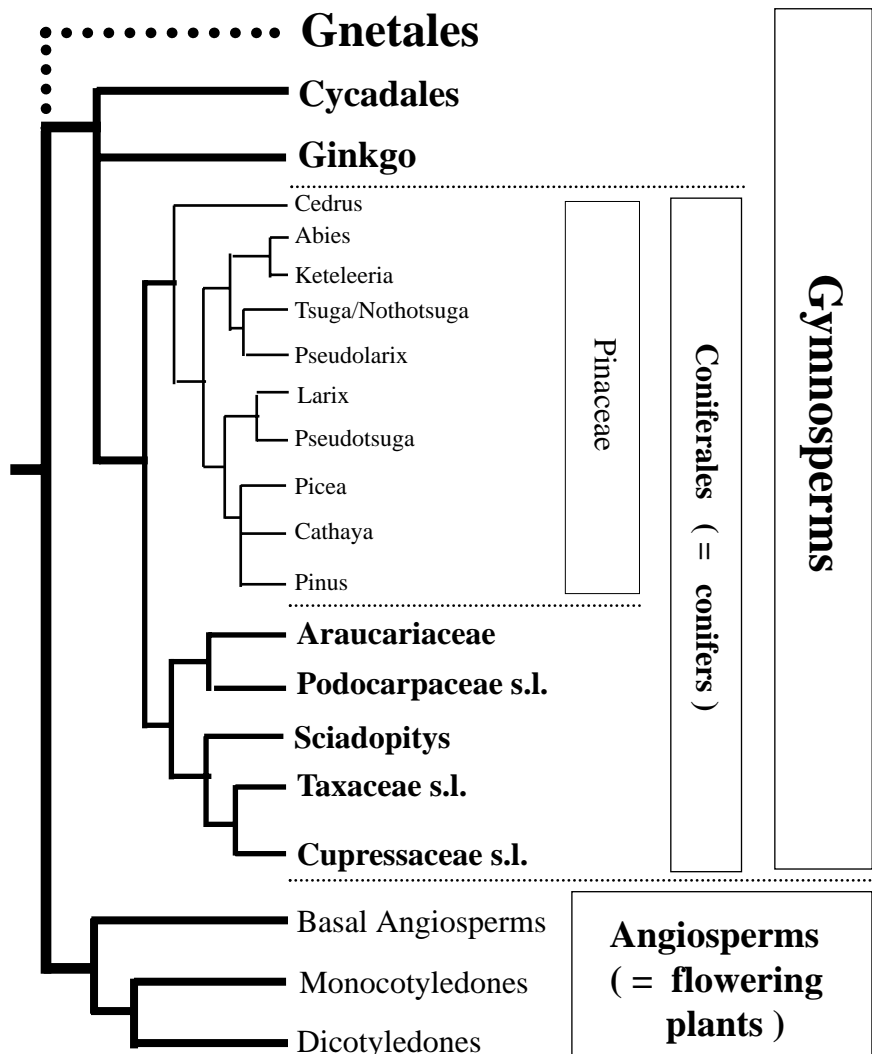 Gnetales
Cycadales
Ginkgo
Cedrus
Abies
Keteleeria
Tsuga/Nothotsuga
Pseudolarix
Larix
Pseudotsuga
Picea
Cathaya
Pinus
Pinaceae
Araucariaceae
Podocarpaceae s.l.
Sciadopitys
Taxaceae s.l.
Cupressaceae s.l.
Coniferales ( = conifers )
Gymnosperms
Basal Angiosperms
Monocotyledones
Dicotyledones
Angiosperms
( = flowering
plants )